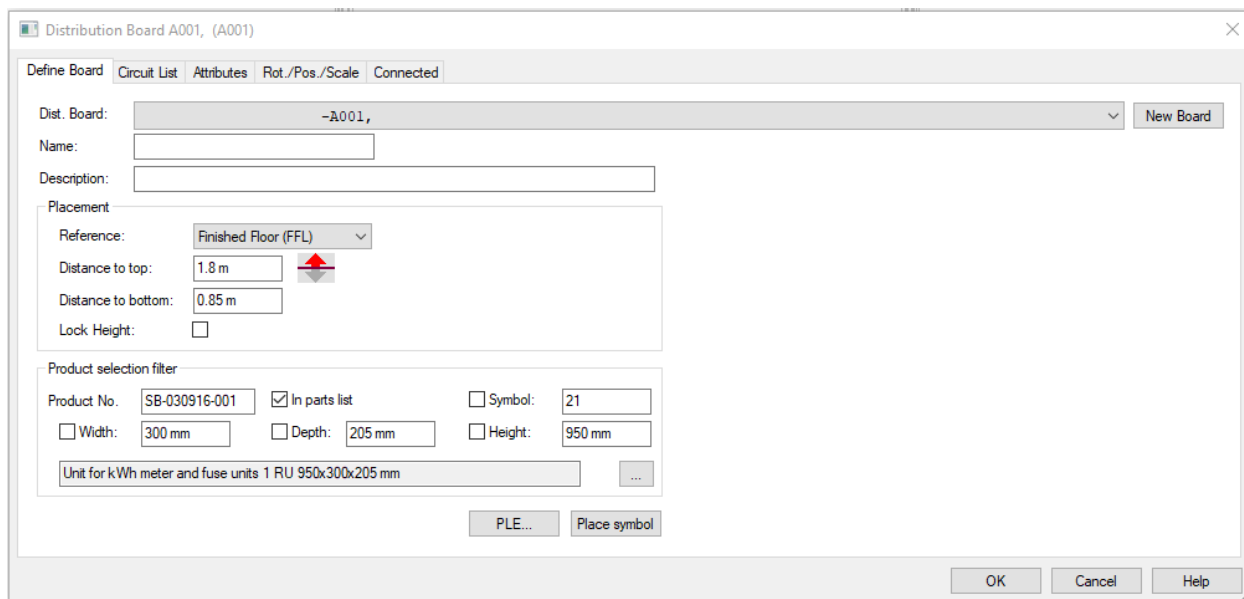 Distribution Board A001, (A001)
Define Board Circuit List Attributes Rot./Pos./Scale Connected
Dist. Board: -A001, New Board
Name:
Description:
Placement
Reference: Finished Floor (FFL)
Distance to top: 1.8 m
Distance to bottom: 0.85 m
Lock Height:
Product selection filter
Product No. SB-030916-001 In parts list Symbol: 21
Width: 300 mm Depth: 205 mm Height: 950 mm
Unit for kWh meter and fuse units 1 RU 950x300x205 mm ...
PLE... Place symbol
OK Cancel Help